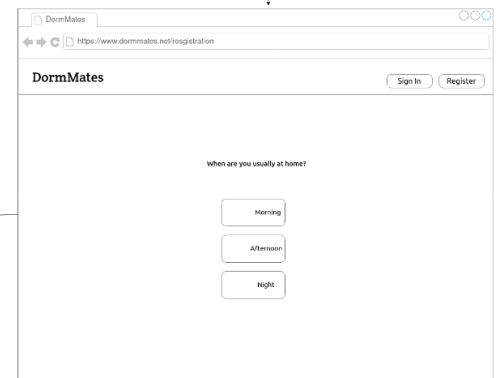 DormMates
https://www.dormmates.net/resgistration
DormMates
Sign In
Register
When are you usually at home?
Morning
Afternoon
Night